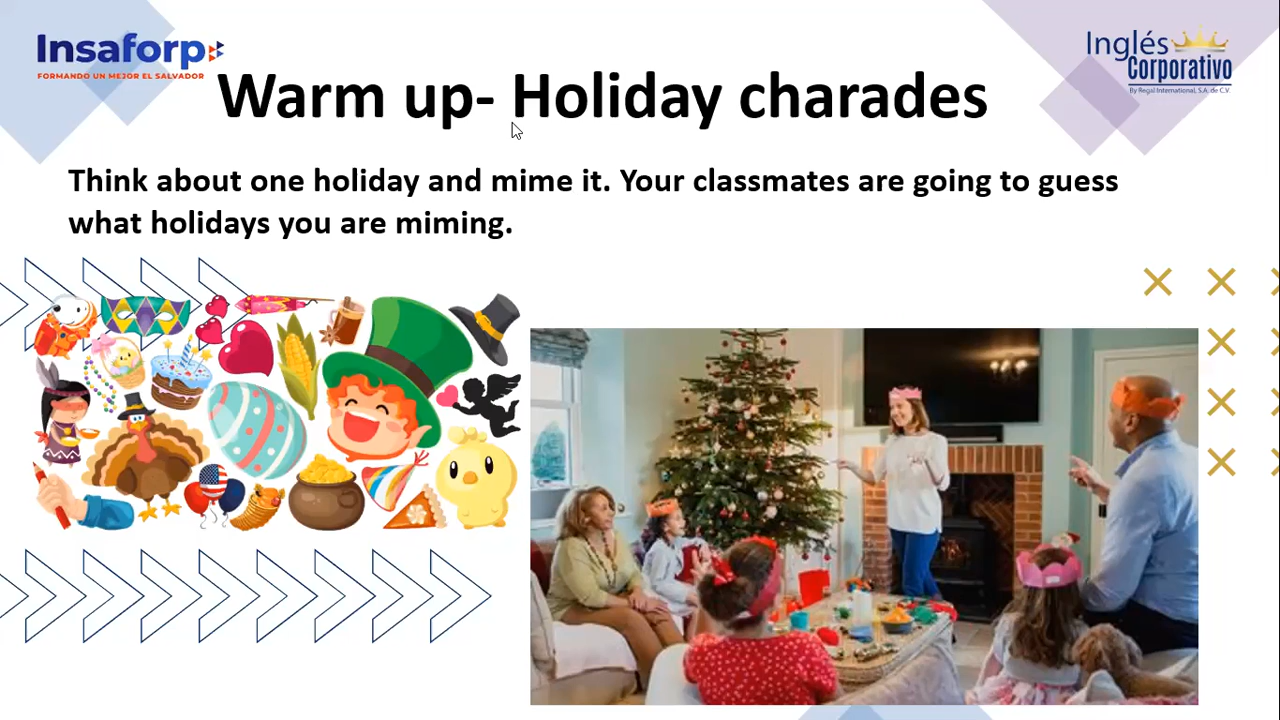 Insaforp
FORMANDO UN MEJOR EL SALVADOR
Inglés
Corporativo
By Regal International, S.A. de C.V.
Warm up- Holiday charades
Think about one holiday and mime it. Your classmates are going to guess
what holidays you are miming.